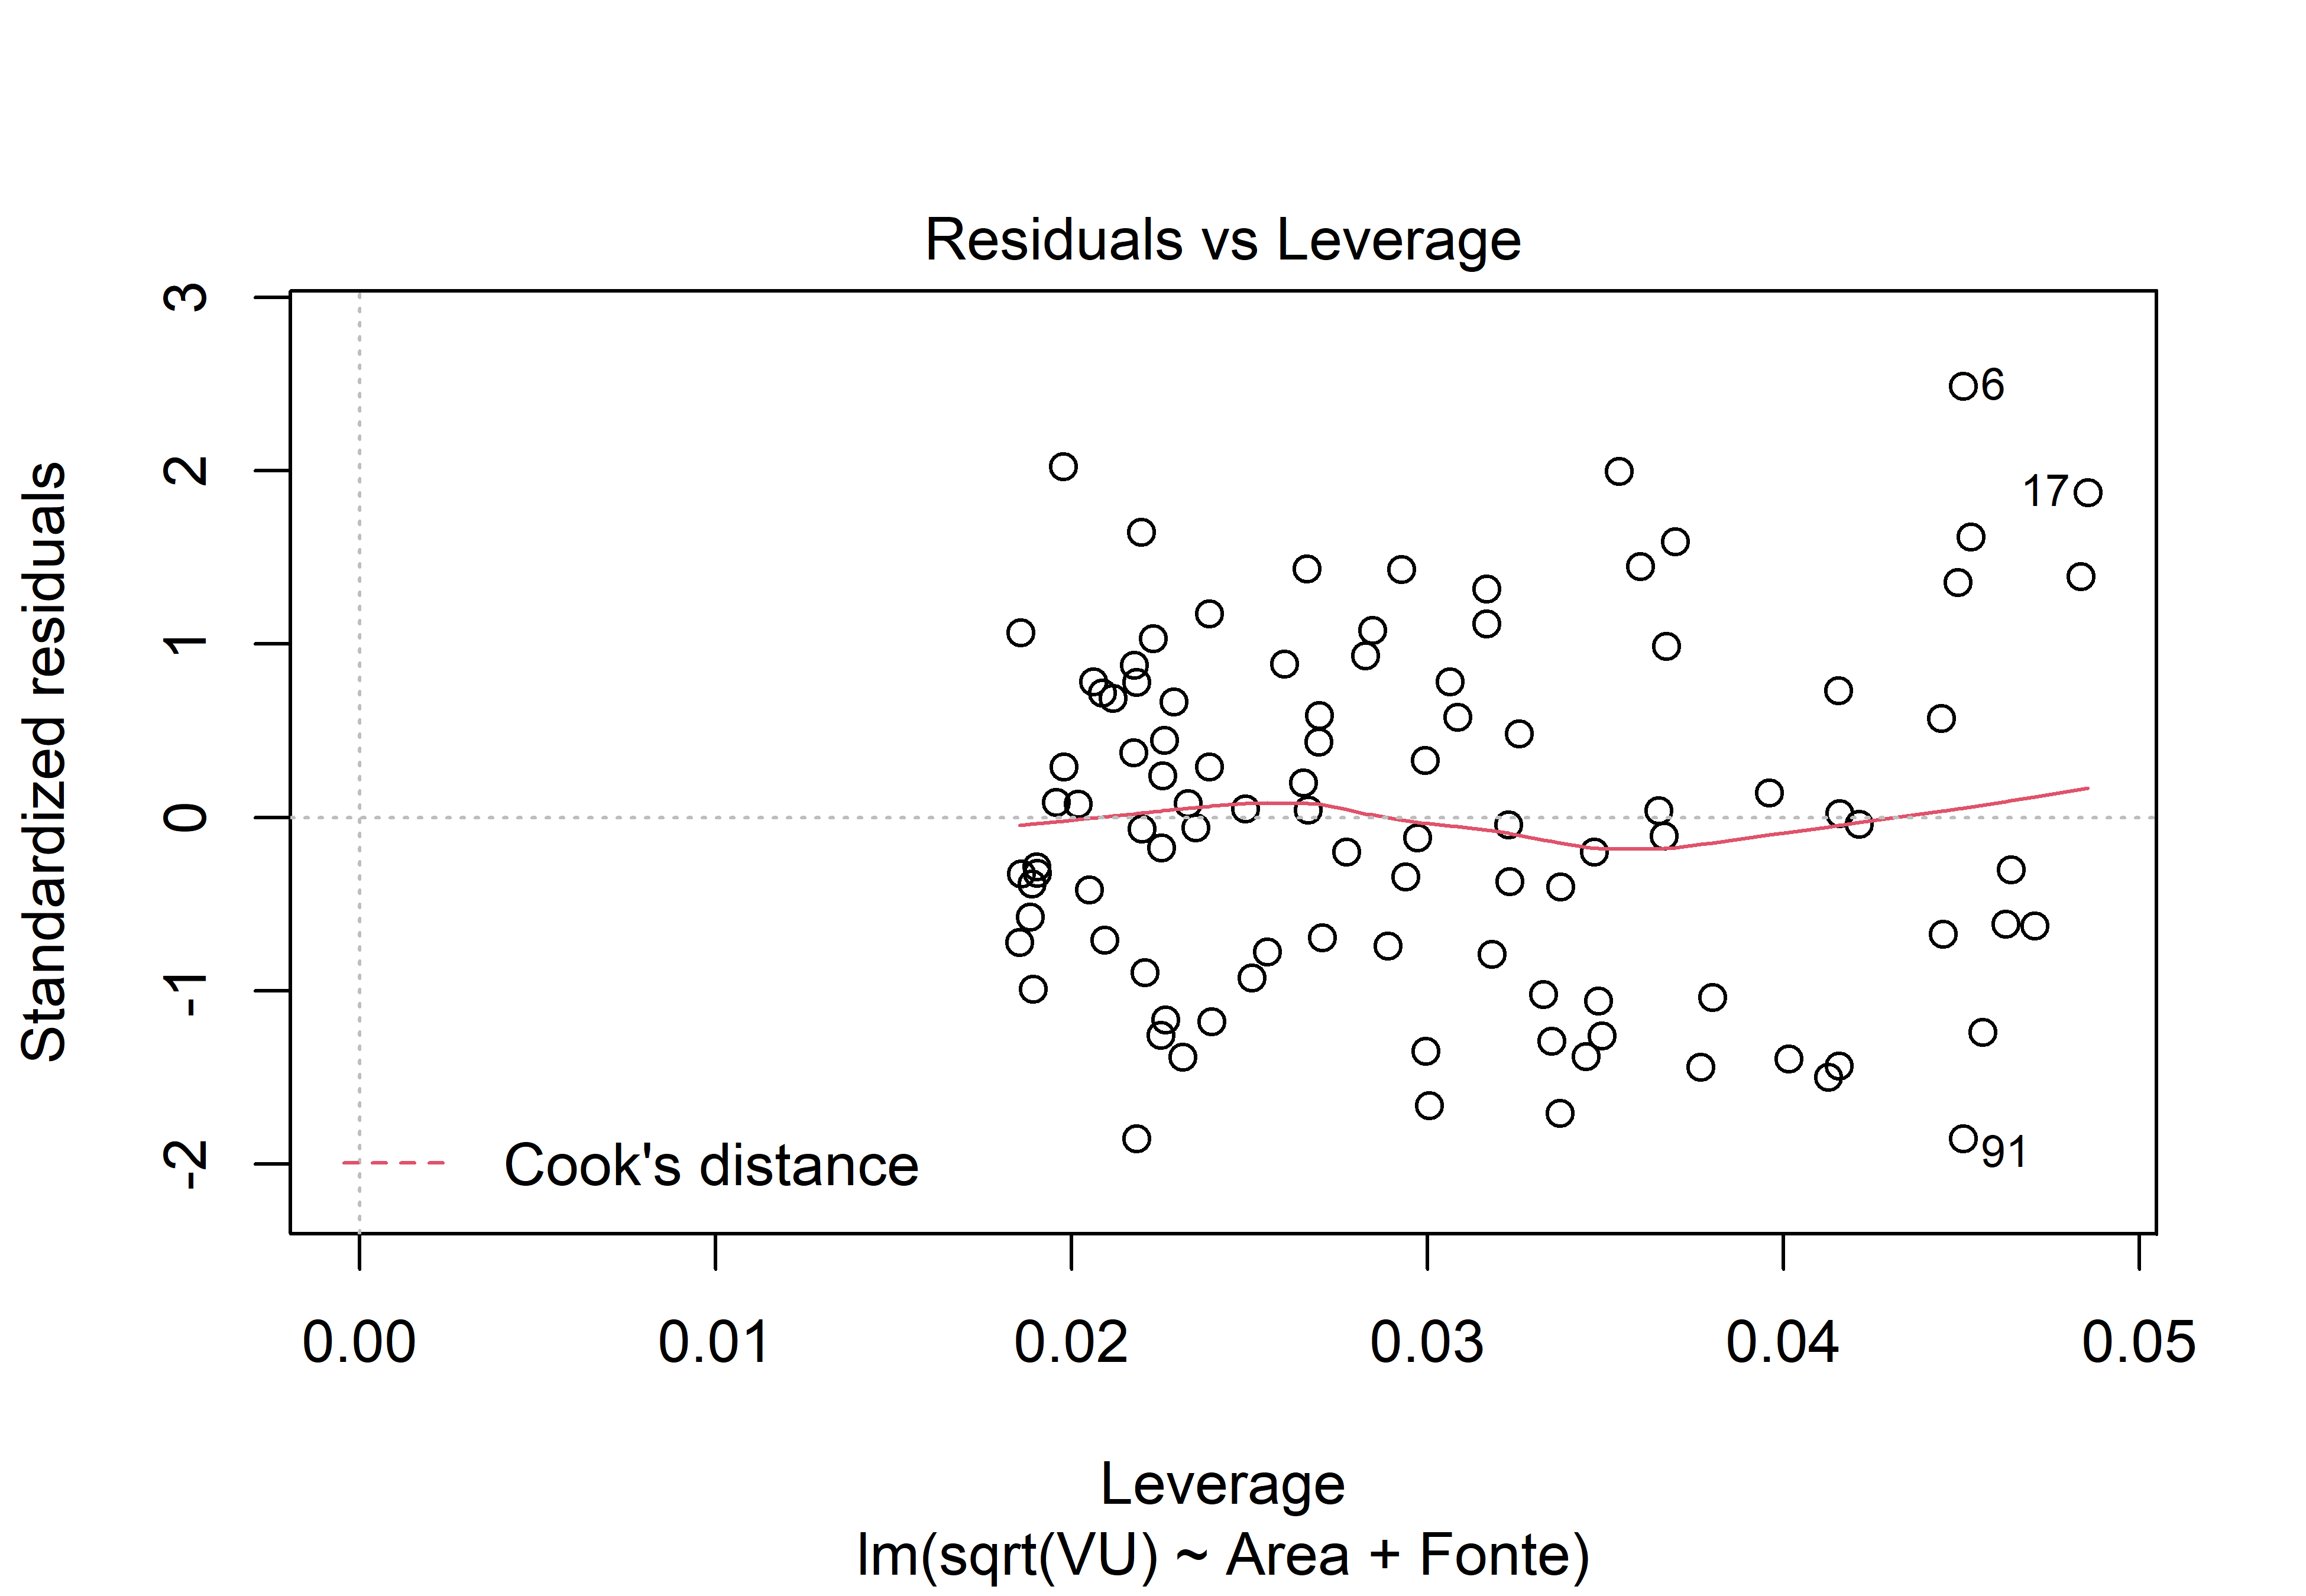 Residuals vs Leverage
Standardized residuals
3
2
1
0
-1
-2
6
17
91
Cook's distance
0.00 0.01 0.02 0.03 0.04 0.05
Leverage
lm(sqrt(VU) ~ Area + Fonte)